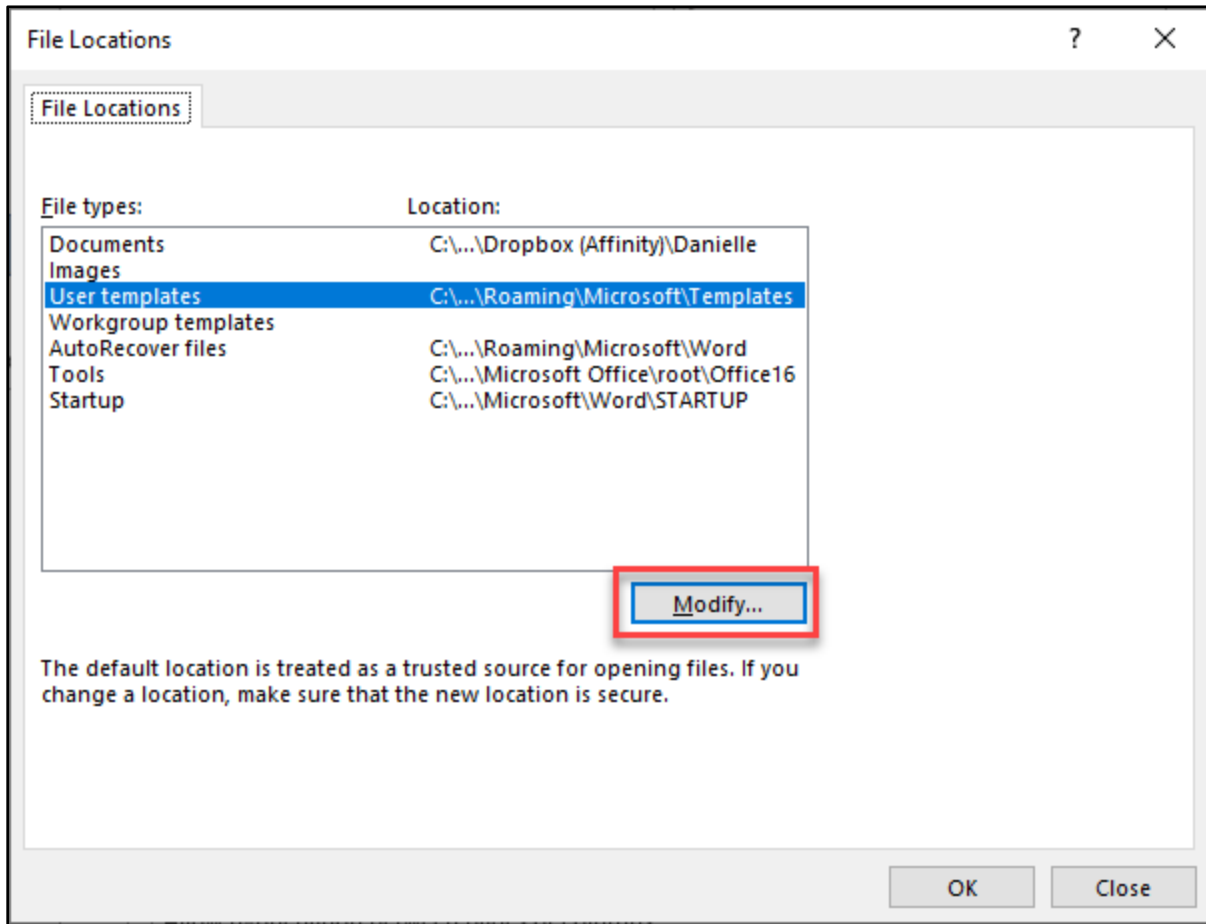 File Locations
File Locations
File types: Location:
Documents C:\...\Dropbox (Affinity)\Danielle
Images
User templates C:\...\Roaming\Microsoft\Templates
Workgroup templates
AutoRecover files C:\...\Roaming\Microsoft\Word
Tools C:\...\Microsoft Office\root\Office16
Startup C:\...\Microsoft\Word\STARTUP
Modify...
The default location is treated as a trusted source for opening files. If you
change a location, make sure that the new location is secure.
OK Close